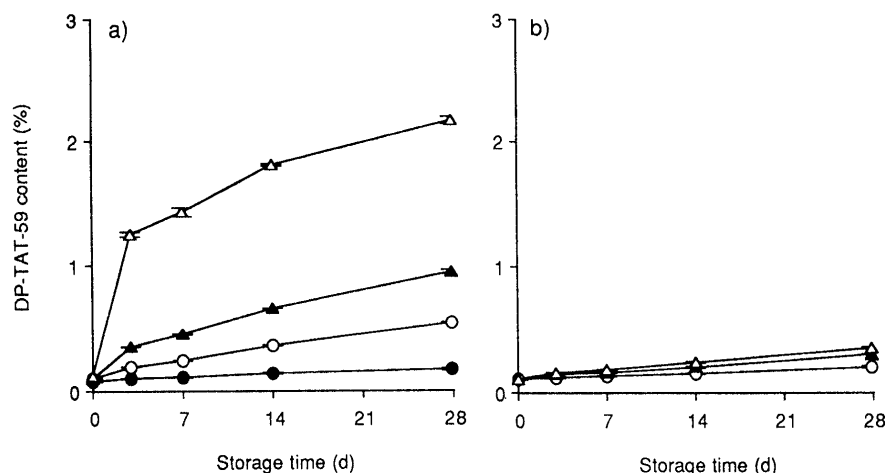 a)
3
2
1
0
DP-TAT-59 content (%)
0 7 14 21 28
Storage time (d)
b)
3
2
1
0
0 7 14 21 28
Storage time (d)